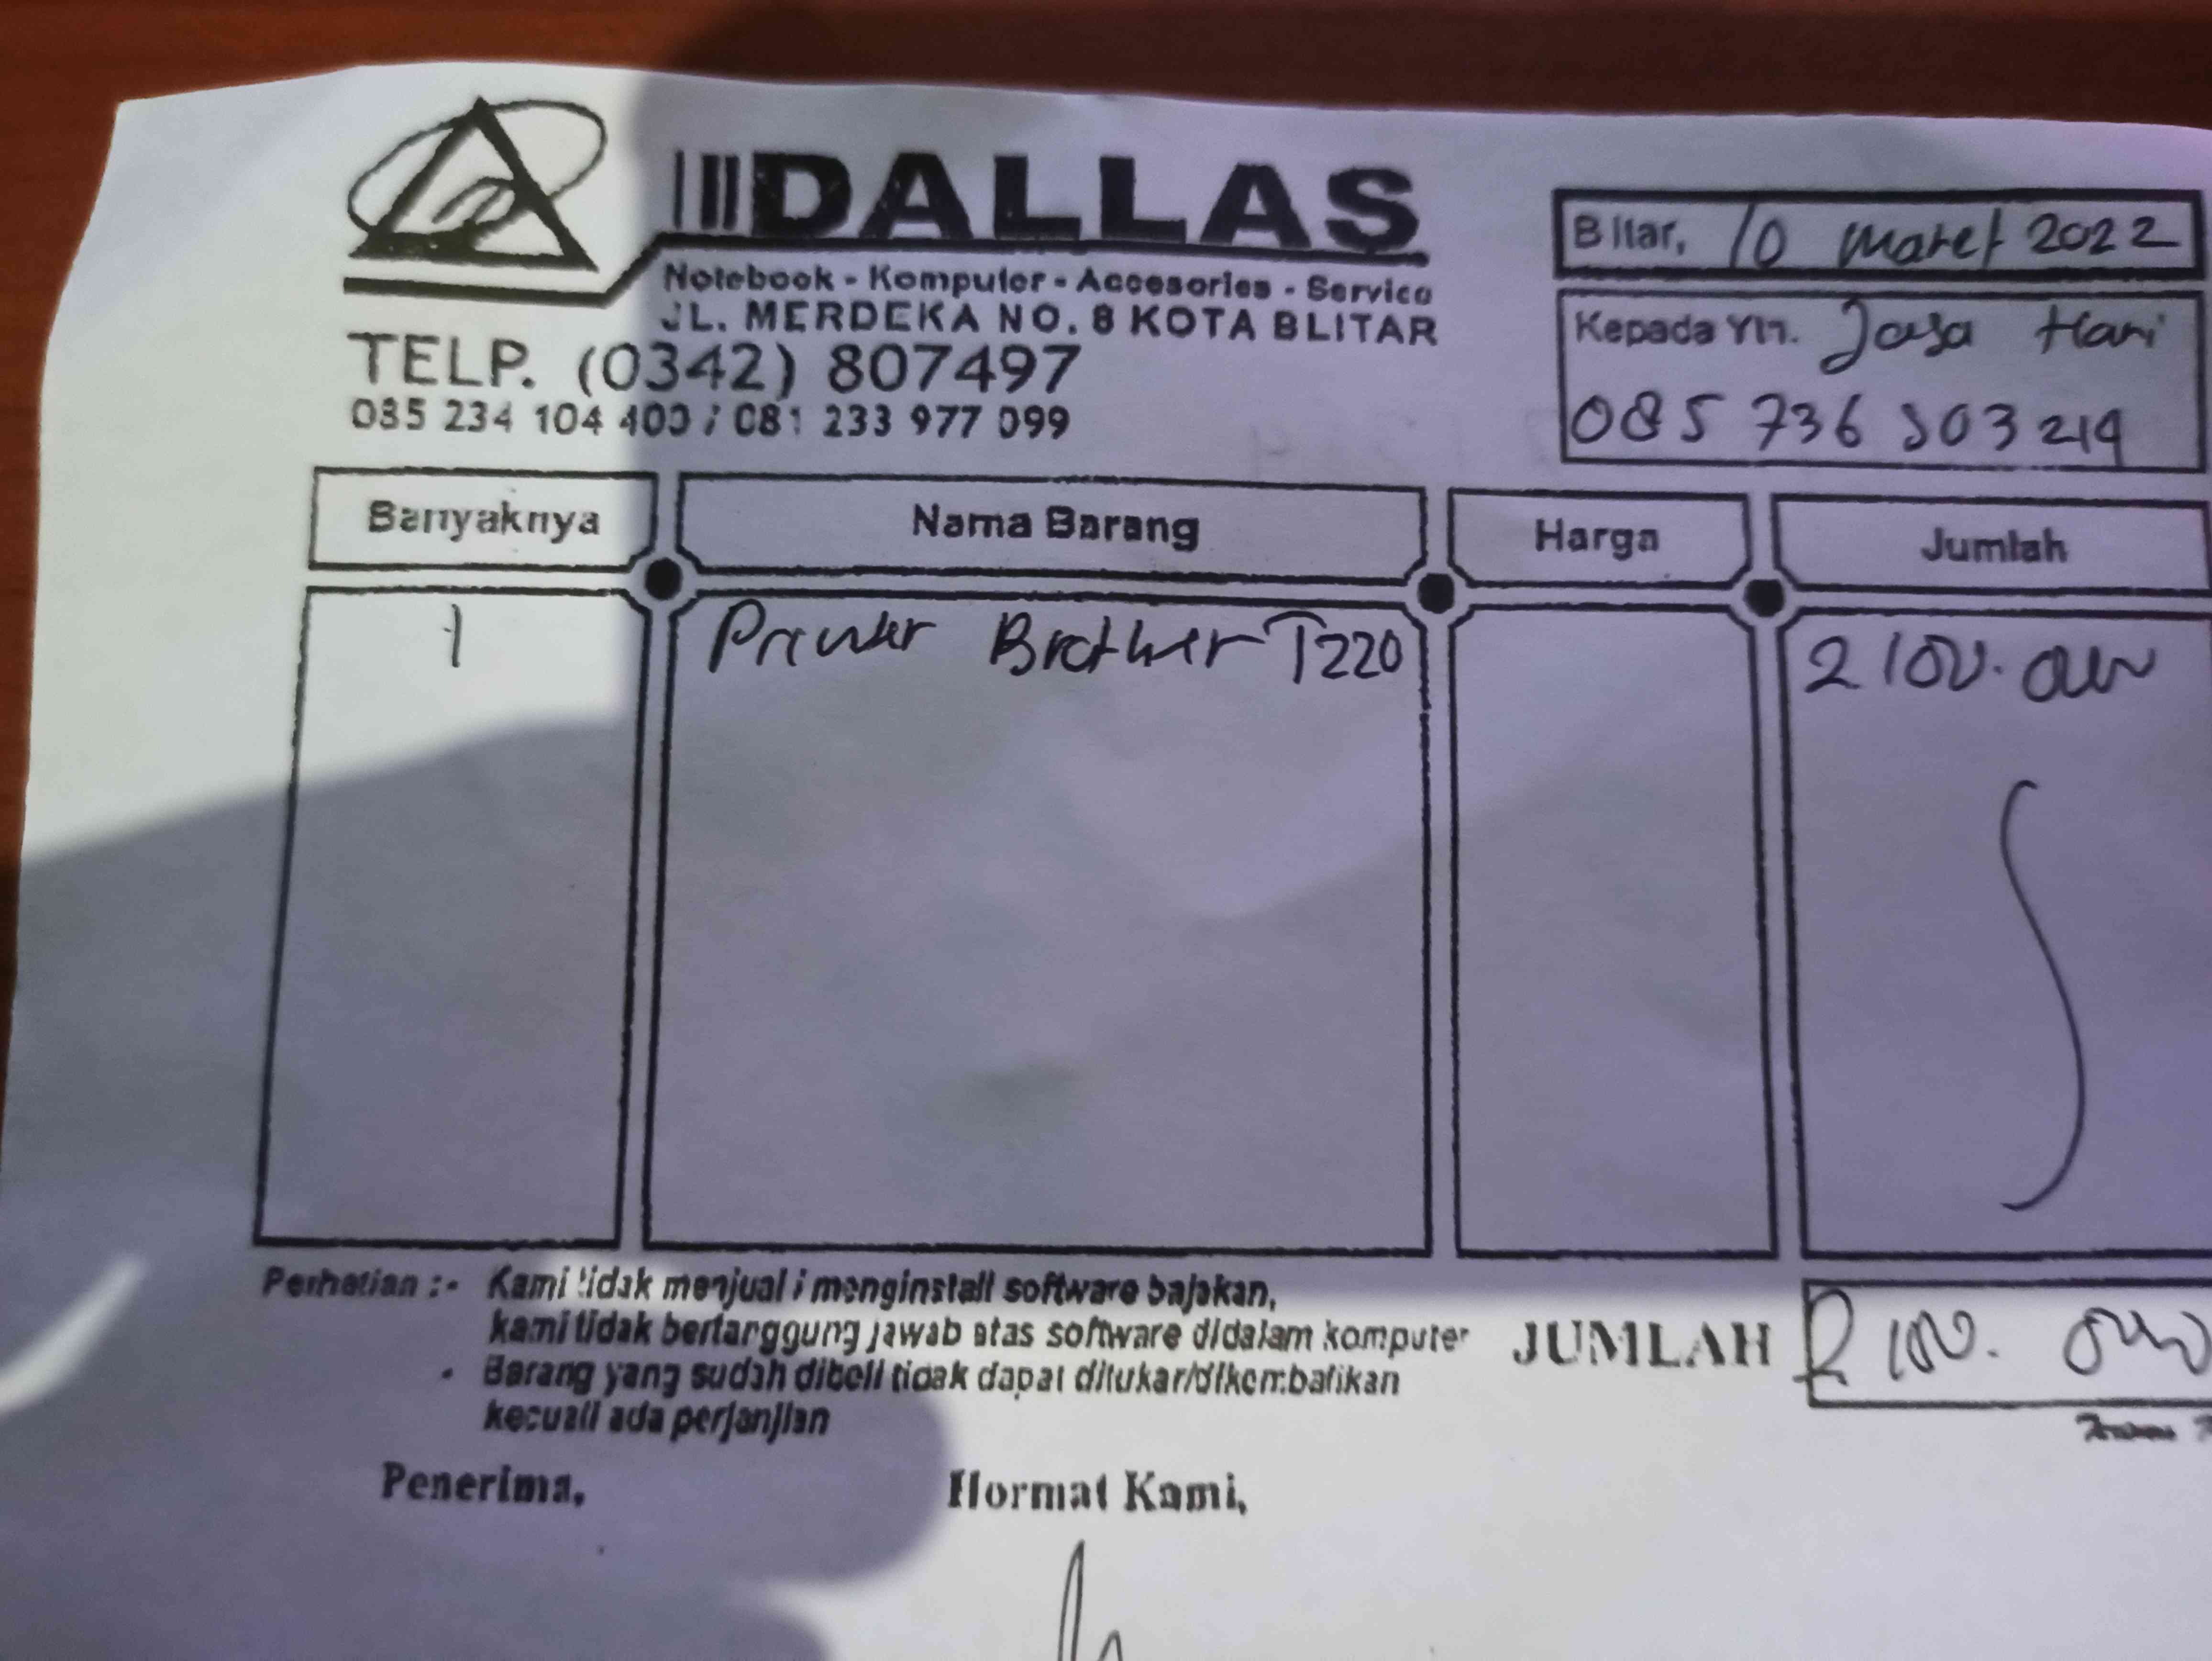 DALLAS
Notebook - Komputer - Accesories - Service
JL. MERDEKA NO. 8 KOTA BLITAR
TELP. (0342) 807497
085 234 104 400 / 081 233 977 099
Blitar, 10 Maret 2022
Kepada Yth. Jasa Hari
085 736 503 219
Banyaknya Nama Barang Harga Jumlah
1 Printer Brother T220 2 100. 000
Perhatian :- Kami tidak menjual / menginstall software bajakan,
kami tidak bertanggung jawab atas software didalam komputer
- Barang yang sudah dibeli tidak dapat ditukar/dikembalikan
kecuali ada perjanjian
JUMLAH 2 100. 000
Penerima, Hormat Kami,